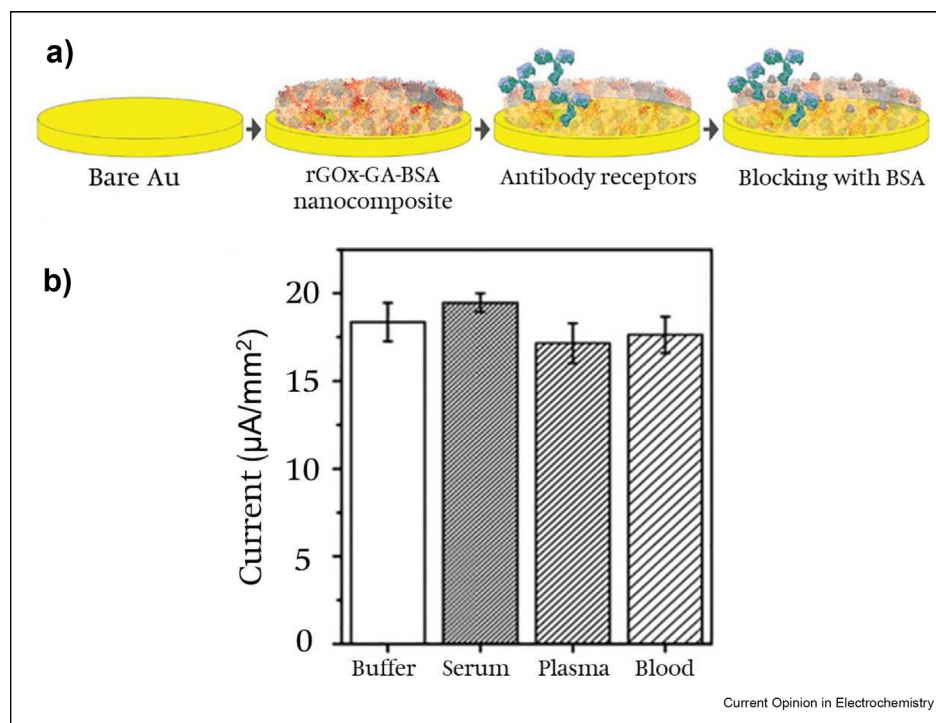 a)
Bare Au
rGOx-GA-BSA
nanocomposite
Antibody receptors
Blocking with BSA
b)
Current (µA/mm²)
20
15
10
5
0
Buffer
Serum
Plasma
Blood
Current Opinion in Electrochemistry